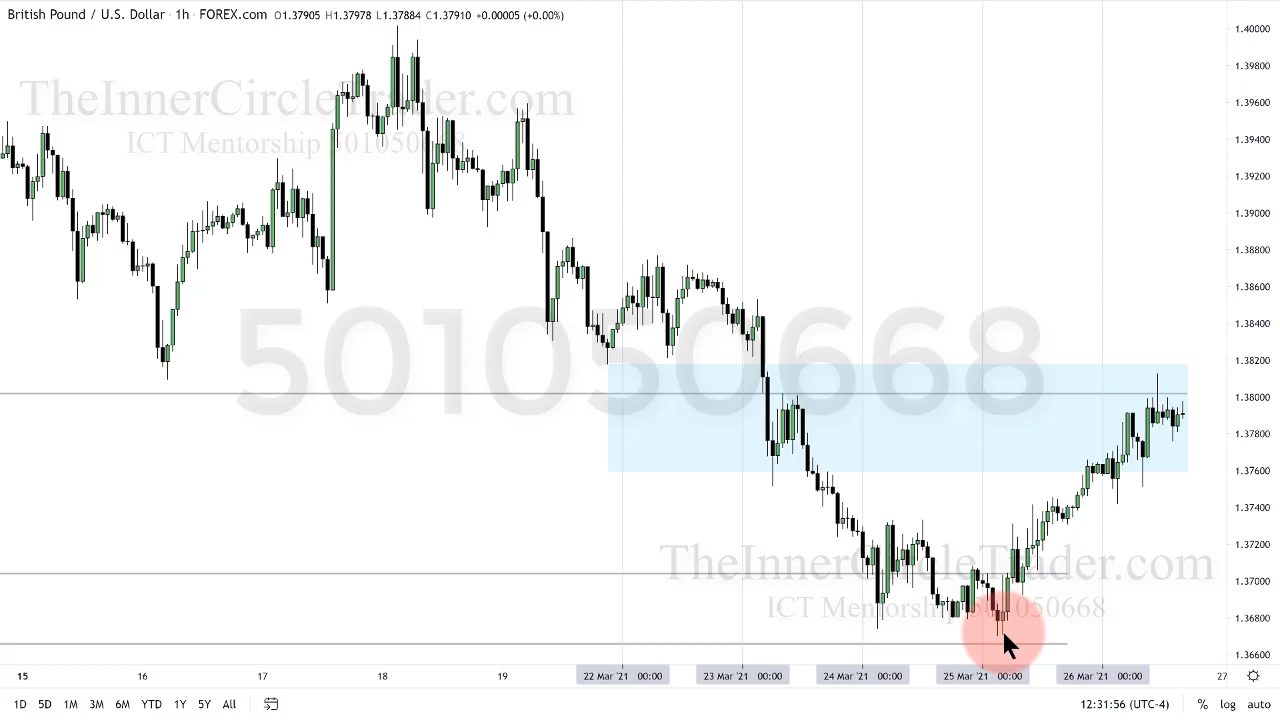 British Pound / U.S. Dollar · 1h · FOREX.com O1.37905 H1.37978 L1.37884 C1.37910 +0.00005 (+0.00%)
TheInnerCircleTrader.com
ICT Mentorship 501050668
501050668
TheInnerCircleTrader.com
ICT Mentorship 501050668
1.40000
1.39800
1.39600
1.39400
1.39200
1.39000
1.38800
1.38600
1.38400
1.38200
1.38000
1.37800
1.37600
1.37400
1.37200
1.37000
1.36800
1.36600
15 16 17 18 19 22 Mar '21 00:00 23 Mar '21 00:00 24 Mar '21 00:00 25 Mar '21 00:00 26 Mar '21 00:00 27
1D 5D 1M 3M 6M YTD 1Y 5Y All 12:31:56 (UTC-4) % log auto